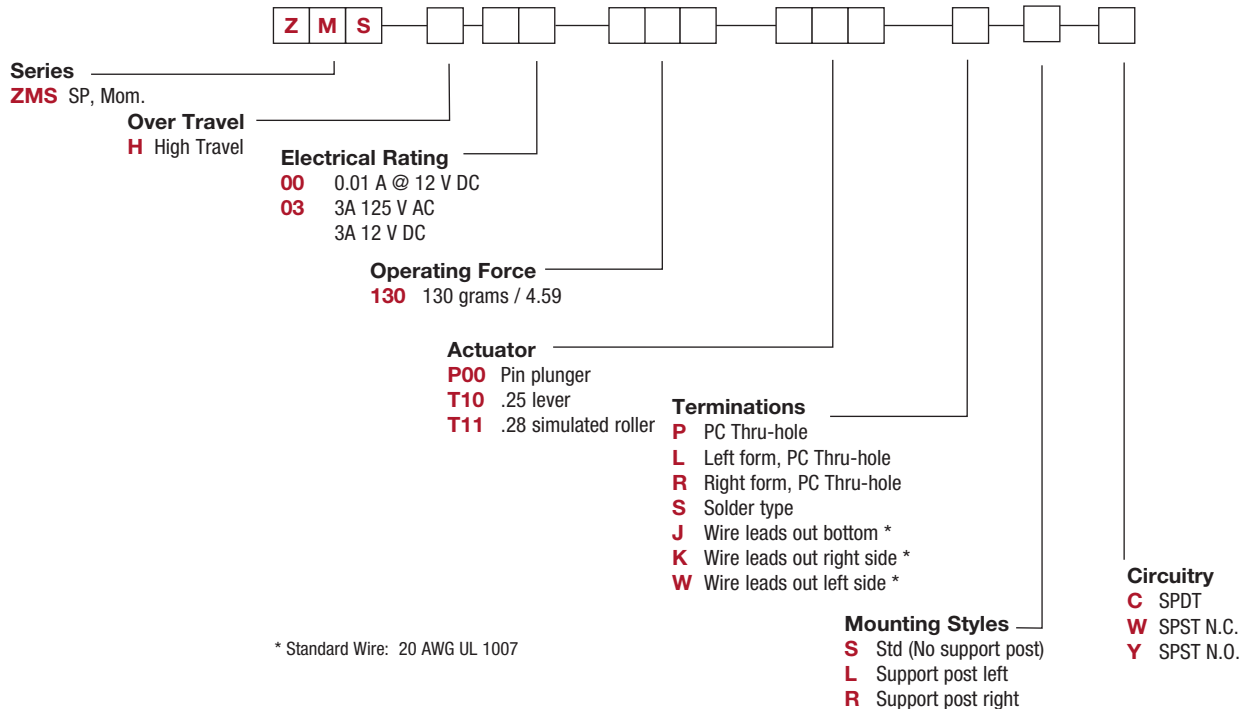 Z M S
Series
ZMS SP, Mom.
Over Travel
H High Travel
Electrical Rating
00 0.01 A @ 12 V DC
03 3A 125 V AC
3A 12 V DC
Operating Force
130 130 grams / 4.59
Actuator
P00 Pin plunger
T10 .25 lever
T11 .28 simulated roller
Terminations
P PC Thru-hole
L Left form, PC Thru-hole
R Right form, PC Thru-hole
S Solder type
J Wire leads out bottom *
K Wire leads out right side *
W Wire leads out left side *
Mounting Styles
S Std (No support post)
L Support post left
R Support post right
Circuitry
C SPDT
W SPST N.C.
Y SPST N.O.
* Standard Wire: 20 AWG UL 1007